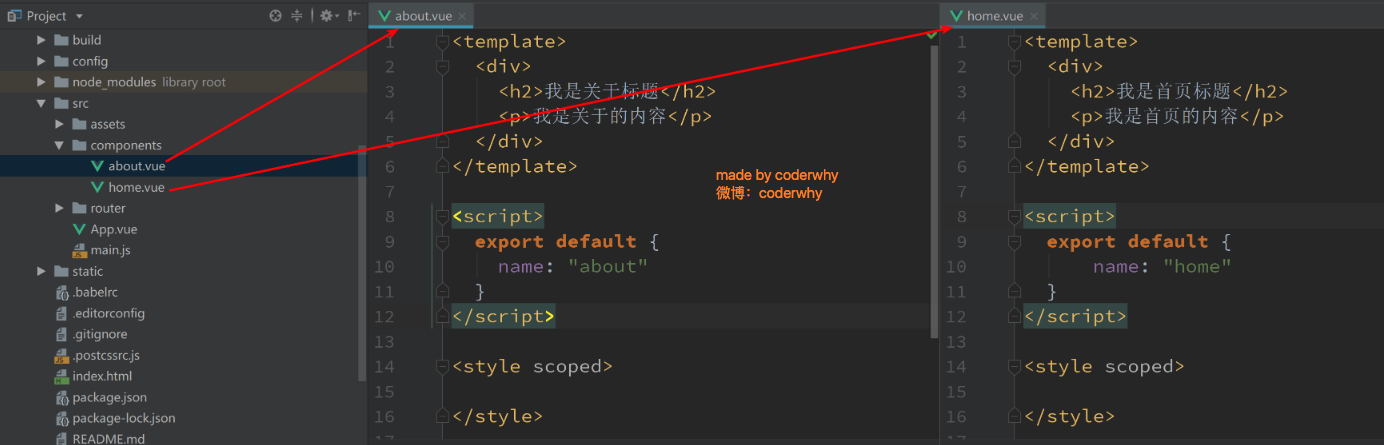 Project
build
config
node_modules library root
src
assets
components
about.vue
home.vue
router
App.vue
main.js
static
.babelrc
.editorconfig
.gitignore
.postcssrc.js
index.html
package.json
package-lock.json
README.md
about.vue
1 <template>
2 <div>
3 <h2>我是关于标题</h2>
4 <p>我是关于的内容</p>
5 </div>
6 </template>
7
8 <script>
9 export default {
10 name: "about"
11 }
12 </script>
13
14 <style scoped>
15
16 </style>
made by coderwhy
微博：coderwhy
home.vue
1 <template>
2 <div>
3 <h2>我是首页标题</h2>
4 <p>我是首页的内容</p>
5 </div>
6 </template>
7
8 <script>
9 export default {
10 name: "home"
11 }
12 </script>
13
14 <style scoped>
15
16 </style>